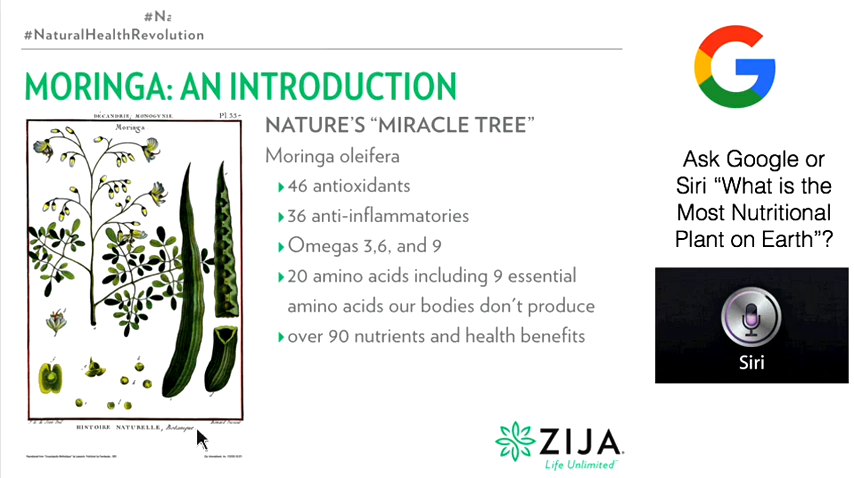 #Na
#NaturalHealthRevolution
MORINGA: AN INTRODUCTION
DÉCANDRIE, MONOGYNIE
Pl. 33
Moringa
HISTOIRE NATURELLE, Botanique
NATURE'S “MIRACLE TREE”
Moringa oleifera
46 antioxidants
36 anti-inflammatories
Omegas 3,6, and 9
20 amino acids including 9 essential
amino acids our bodies don't produce
over 90 nutrients and health benefits
ZIJA
Life Unlimited
G
Ask Google or
Siri “What is the
Most Nutritional
Plant on Earth”?
Siri